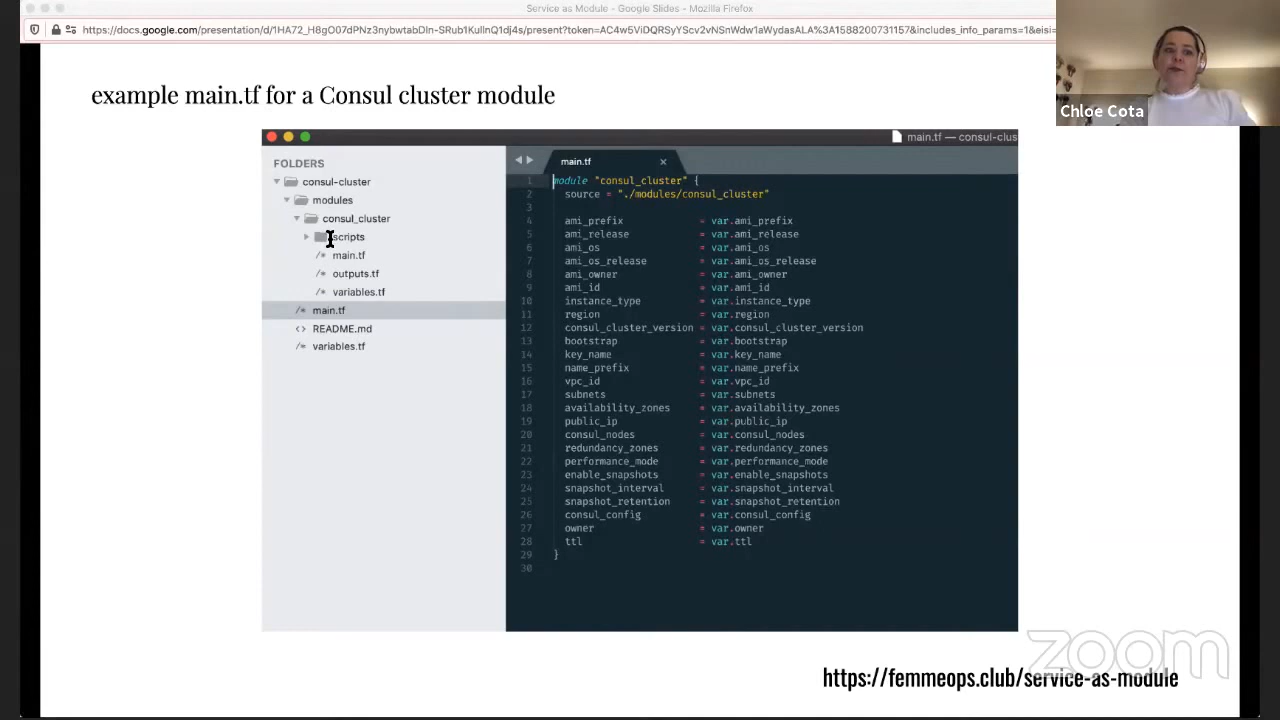 Service as Module - Google Slides - Mozilla Firefox
https://docs.google.com/presentation/d/1HA72_H8gO07dPNz3nybwtabDln-SRub1KullnQ1dj4s/present?token=AC4w5ViDQRSyYScv2vNSnWdw1aWydasALA%3A1588200731157&includes_info_params=1&eisi=
Chloe Cota
example main.tf for a Consul cluster module
main.tf — consul-clus
FOLDERS
consul-cluster
modules
consul_cluster
scripts
/* main.tf
/* outputs.tf
/* variables.tf
/* main.tf
<> README.md
/* variables.tf
main.tf ×
1 module "consul_cluster" {
2 source = "./modules/consul_cluster"
3
4 ami_prefix = var.ami_prefix
5 ami_release = var.ami_release
6 ami_os = var.ami_os
7 ami_os_release = var.ami_os_release
8 ami_owner = var.ami_owner
9 ami_id = var.ami_id
10 instance_type = var.instance_type
11 region = var.region
12 consul_cluster_version = var.consul_cluster_version
13 bootstrap = var.bootstrap
14 key_name = var.key_name
15 name_prefix = var.name_prefix
16 vpc_id = var.vpc_id
17 subnets = var.subnets
18 availability_zones = var.availability_zones
19 public_ip = var.public_ip
20 consul_nodes = var.consul_nodes
21 redundancy_zones = var.redundancy_zones
22 performance_mode = var.performance_mode
23 enable_snapshots = var.enable_snapshots
24 snapshot_interval = var.snapshot_interval
25 snapshot_retention = var.snapshot_retention
26 consul_config = var.consul_config
27 owner = var.owner
28 ttl = var.ttl
29 }
30
zoom
https://femmeops.club/service-as-module